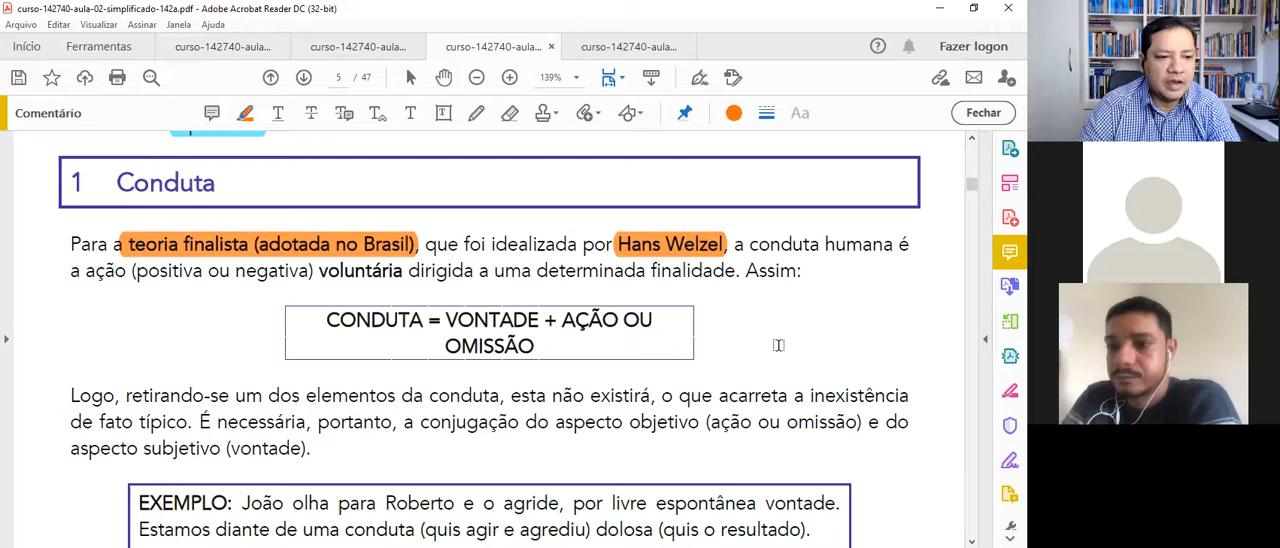 curso-142740-aula-02-simplificado-142a.pdf - Adobe Acrobat Reader DC (32-bit)
Arquivo Editar Visualizar Assinar Janela Ajuda
Início Ferramentas curso-142740-aula... curso-142740-aula... curso-142740-aula... × curso-142740-aula... Fazer logon
5 / 47 139%
Comentário Aa Fechar
1 Conduta
Para a teoria finalista (adotada no Brasil), que foi idealizada por Hans Welzel, a conduta humana é
a ação (positiva ou negativa) voluntária dirigida a uma determinada finalidade. Assim:
CONDUTA = VONTADE + AÇÃO OU
OMISSÃO
Logo, retirando-se um dos elementos da conduta, esta não existirá, o que acarreta a inexistência
de fato típico. É necessária, portanto, a conjugação do aspecto objetivo (ação ou omissão) e do
aspecto subjetivo (vontade).
EXEMPLO: João olha para Roberto e o agride, por livre espontânea vontade.
Estamos diante de uma conduta (quis agir e agrediu) dolosa (quis o resultado).